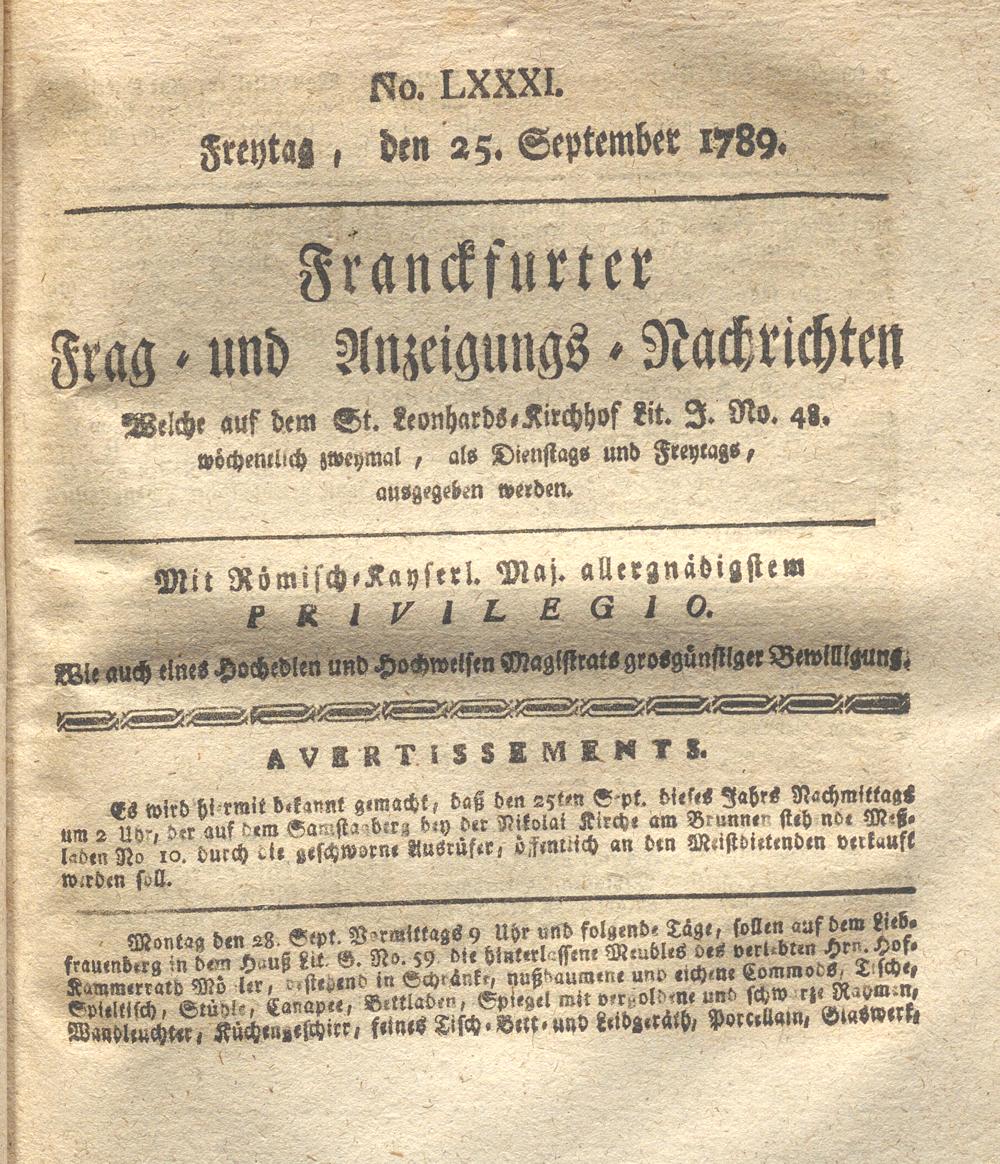 No. LXXXI.
Freytag, den 25. September 1789.
Franckfurter
Frag- und Anzeigungs-Nachrichten
Welche auf dem St. Leonhards-Kirchhof Lit. J. No. 48.
wöchentlich zweymal, als Dienstags und Freytags,
ausgegeben werden.
Mit Römisch-Kayserl. Maj. allergnädigstem
PRIVILEGIO.
Wie auch eines Hochedlen und Hochweisen Magistrats grosgünstiger Bewilligung.
AVERTISSEMENTS.
Es wird hiermit bekannt gemacht, daß den 25ten Sept. dieses Jahrs Nachmittags
um 2 Uhr, der auf dem Samstagberg bey der Nikolai Kirche am Brunnen stehende Meß-
laden No 10. durch die geschworne Ausrüfer, öffentlich an den Meistbietenden verkauft
werden soll.
Montag den 28. Sept. Vormittags 9 Uhr und folgende Täge, sollen auf dem Lieb-
frauenberg in dem Hauß Lit. G. No. 59 die hinterlassene Meubles des verlebten Hrn. Hof-
Kammerrath bestehend in Schränke, nußbaumene und eichene Commods, Tische,
Spieltisch, Stühle, Canapee, Bettladen, Spiegel mit vergoldene und schwarze Rahmen,
Wandleuchter, Küchengeschirr, feines Tisch-Bett- und Leibgeräth, Porcellain, Glaswerk,